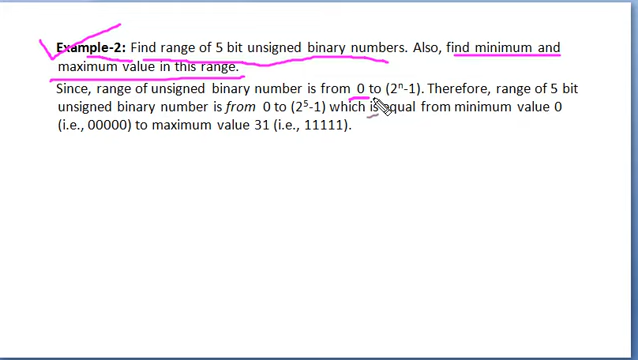 Example-2: Find range of 5 bit unsigned binary numbers. Also, find minimum and
maximum value in this range.
Since, range of unsigned binary number is from 0 to (2ⁿ-1). Therefore, range of 5 bit
unsigned binary number is from 0 to (2⁵-1) which is equal from minimum value 0
(i.e., 00000) to maximum value 31 (i.e., 11111).